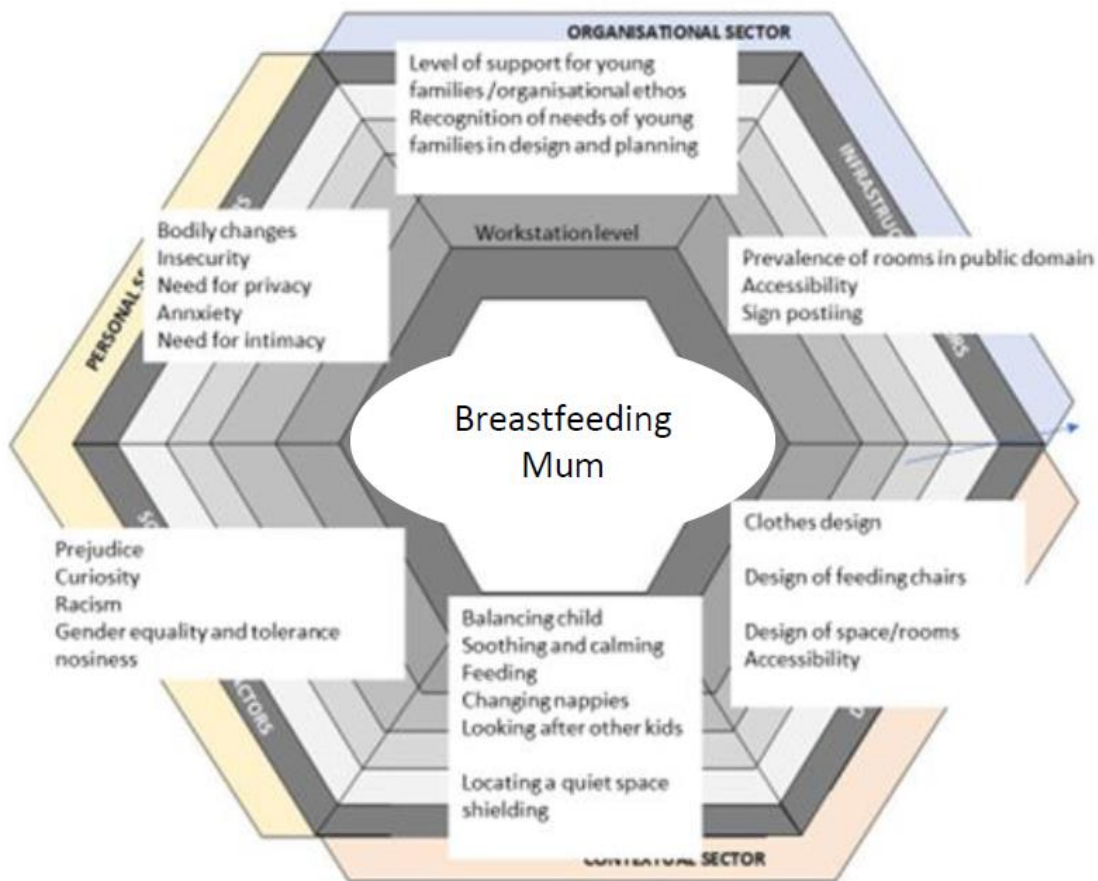 ORGANISATIONAL SECTOR
Level of support for young
families/organisational ethos
Recognition of needs of young
families in design and planning
INFRASTRUC
Bodily changes
Insecurity
Need for privacy
Annxiety
Need for intimacy
Workstation level
Prevalence of rooms in public domain
Accessibility
Sign postiing
PERSONAL
Breastfeeding
Mum
Prejudice
Curiosity
Racism
Gender equality and tolerance
nosiness
Clothes design
Design of feeding chairs
Design of space/rooms
Accessibility
Balancing child
Soothing and calming
Feeding
Changing nappies
Looking after other kids
Locating a quiet space
shielding
CONTEXTUAL SECTOR